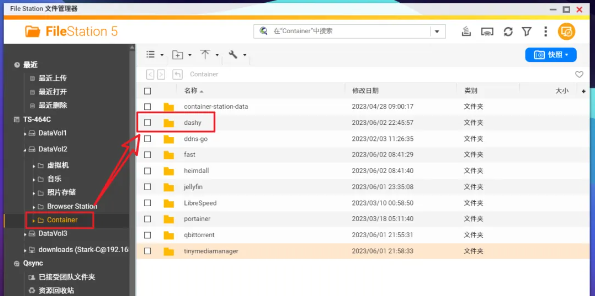 File Station 文件管理器
FileStation 5
在"Container"中搜索
快照
Container
名称 修改日期 类别 大小
container-station-data 2023/04/28 09:00:17 文件夹
dashy 2023/06/02 22:45:57 文件夹
ddns-go 2023/02/03 11:26:35 文件夹
fast 2023/06/02 08:41:29 文件夹
heimdall 2023/06/02 08:41:40 文件夹
jellyfin 2023/06/01 23:35:08 文件夹
LibreSpeed 2023/03/10 00:58:50 文件夹
portainer 2023/03/18 05:11:40 文件夹
qbittorrent 2023/06/01 21:55:31 文件夹
tinymediamanager 2023/06/01 21:58:33 文件夹
最近
最近上传
最近打开
最近删除
TS-464C
DataVol1
DataVol2
虚拟机
音乐
照片存储
Browser Station
Container
DataVol3
downloads (Stark-C@192.16
Qsync
已接受团队文件夹
资源回收站